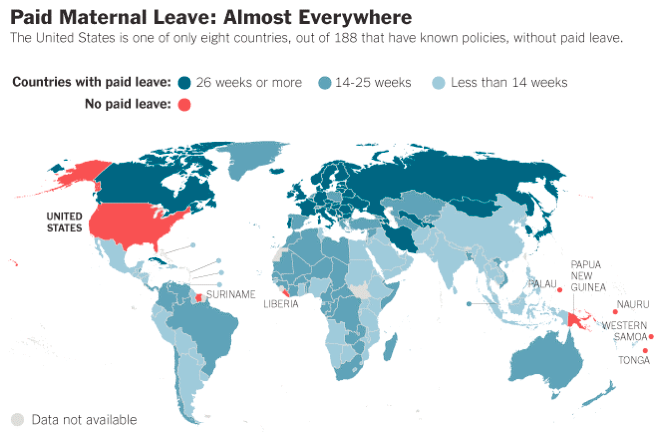 Paid Maternal Leave: Almost Everywhere
The United States is one of only eight countries, out of 188 that have known policies, without paid leave.
Countries with paid leave: 26 weeks or more 14-25 weeks Less than 14 weeks
No paid leave:
UNITED
STATES
SURINAME
LIBERIA
PALAU
PAPUA
NEW
GUINEA
NAURU
WESTERN
SAMOA
TONGA
Data not available